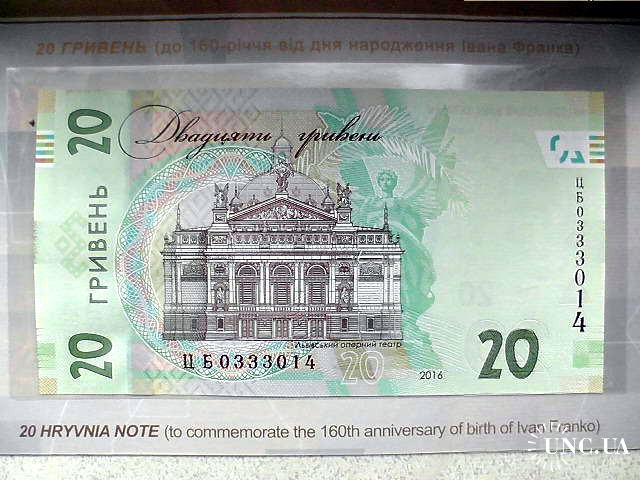 20 ГРИВЕНЬ (до 160-річчя від дня народження Івана Франка)
Двадцять гривень
20
ГРИВЕНЬ
20
ЦБ0333014
Львівський оперний театр
ЦБ0333014
20
2016
20
20 HRYVNIA NOTE (to commemorate the 160th anniversary of birth of Ivan Franko)
UNC.UA